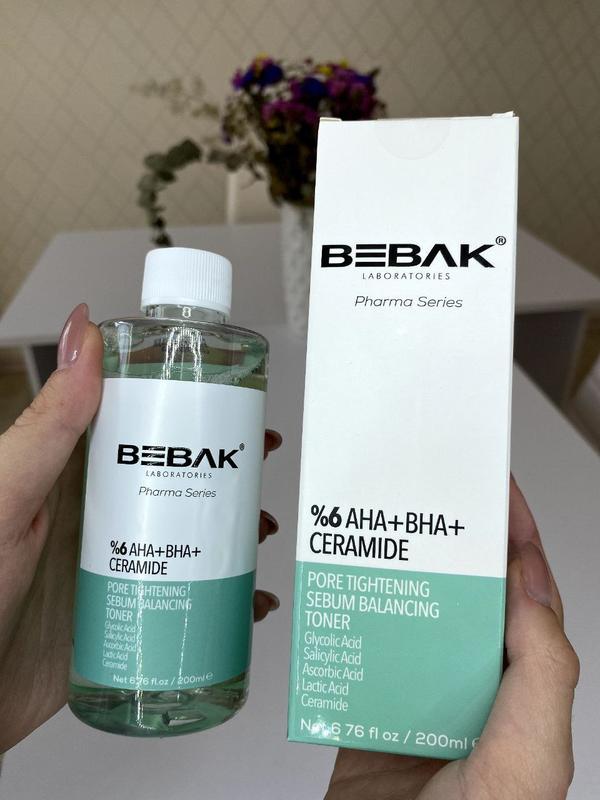 BEBAK®
LABORATORIES
Pharma Series
%6 AHA+BHA+
CERAMIDE
PORE TIGHTENING
SEBUM BALANCING
TONER
Glycolic Acid
Salicylic Acid
Ascorbic Acid
Lactic Acid
Ceramide
Net 6.76 fl.oz / 200ml e
BEBAK®
LABORATORIES
Pharma Series
%6 AHA+BHA+
CERAMIDE
PORE TIGHTENING
SEBUM BALANCING
TONER
Glycolic Acid
Salicylic Acid
Ascorbic Acid
Lactic Acid
Ceramide
Net 6 76 fl oz / 200ml e